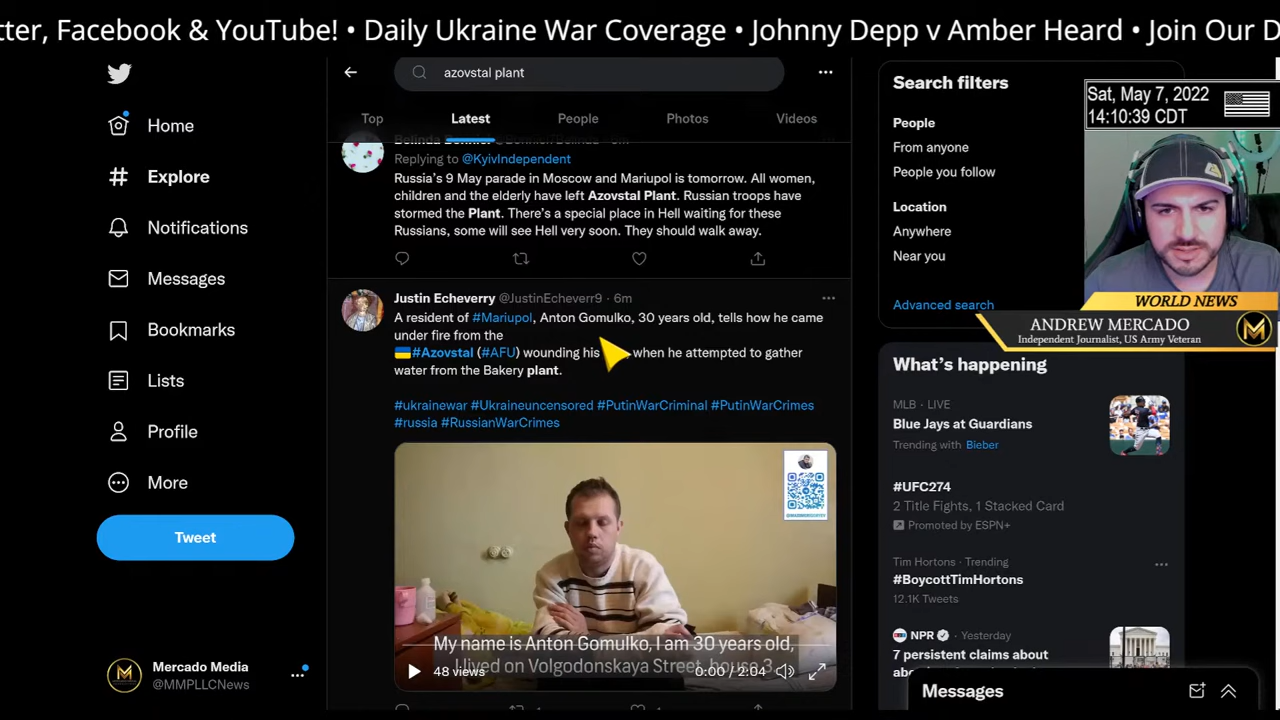 tter, Facebook & YouTube! • Daily Ukraine War Coverage • Johnny Depp v Amber Heard • Join Our D
azovstal plant
Top
Latest
People
Photos
Videos
Home
Explore
Notifications
Messages
Bookmarks
Lists
Profile
More
Tweet
Mercado Media
@MMPLLCNews
Replying to @KyivIndependent
Russia's 9 May parade in Moscow and Mariupol is tomorrow. All women,
children and the elderly have left Azovstal Plant. Russian troops have
stormed the Plant. There's a special place in Hell waiting for these
Russians, some will see Hell very soon. They should walk away.
Justin Echeverry @JustinEcheverr9 · 6m
A resident of #Mariupol, Anton Gomulko, 30 years old, tells how he came
under fire from the
#Azovstal (#AFU) wounding his when he attempted to gather
water from the Bakery plant.
#ukrainewar #Ukraineuncensored #PutinWarCriminal #PutinWarCrimes
#russia #RussianWarCrimes
My name is Anton Gomulko, I am 30 years old,
I lived on Volgodonskaya Street, house 3
48 views
0:00 / 2:04
Search filters
People
From anyone
People you follow
Location
Anywhere
Near you
Advanced search
Sat, May 7, 2022
14:10:39 CDT
WORLD NEWS
ANDREW MERCADO
Independent Journalist, US Army Veteran
What's happening
MLB · LIVE
Blue Jays at Guardians
Trending with Bieber
#UFC274
2 Title Fights, 1 Stacked Card
Promoted by ESPN+
Tim Hortons · Trending
#BoycottTimHortons
12.1K Tweets
NPR · Yesterday
7 persistent claims about
Messages